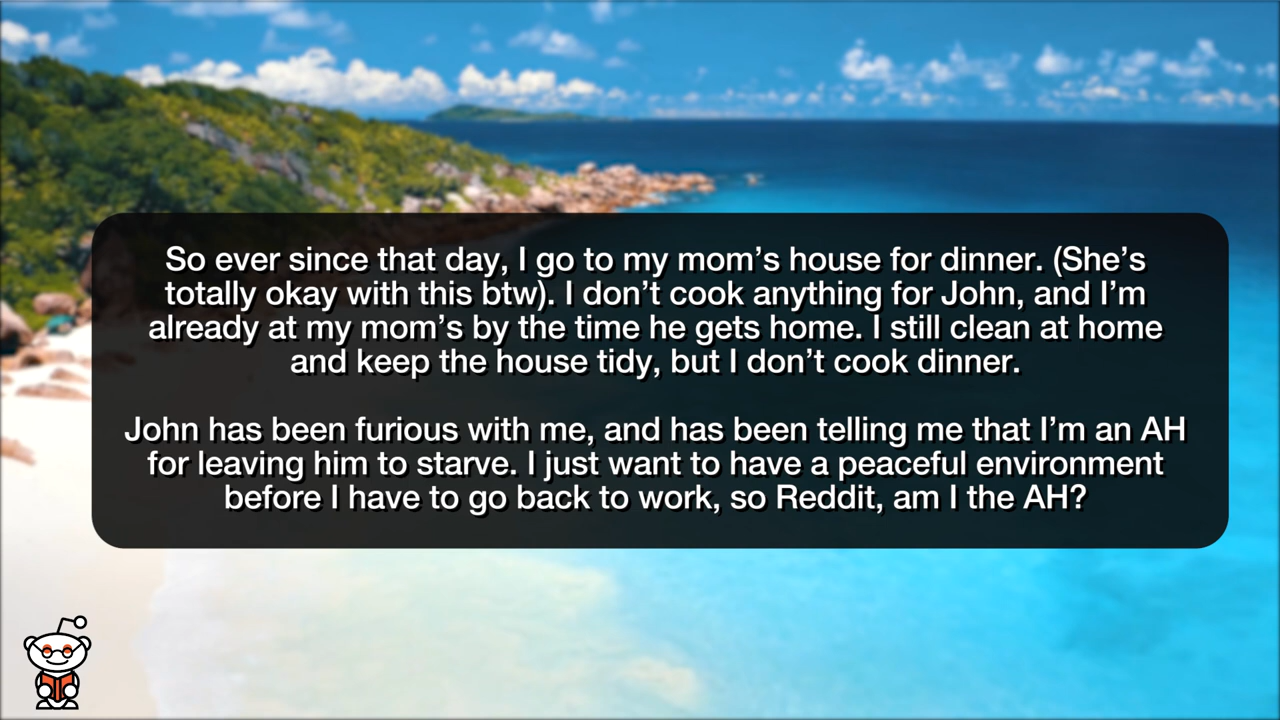 So ever since that day, I go to my mom’s house for dinner. (She’s
totally okay with this btw). I don’t cook anything for John, and I’m
already at my mom’s by the time he gets home. I still clean at home
and keep the house tidy, but I don’t cook dinner.
John has been furious with me, and has been telling me that I’m an AH
for leaving him to starve. I just want to have a peaceful environment
before I have to go back to work, so Reddit, am I the AH?